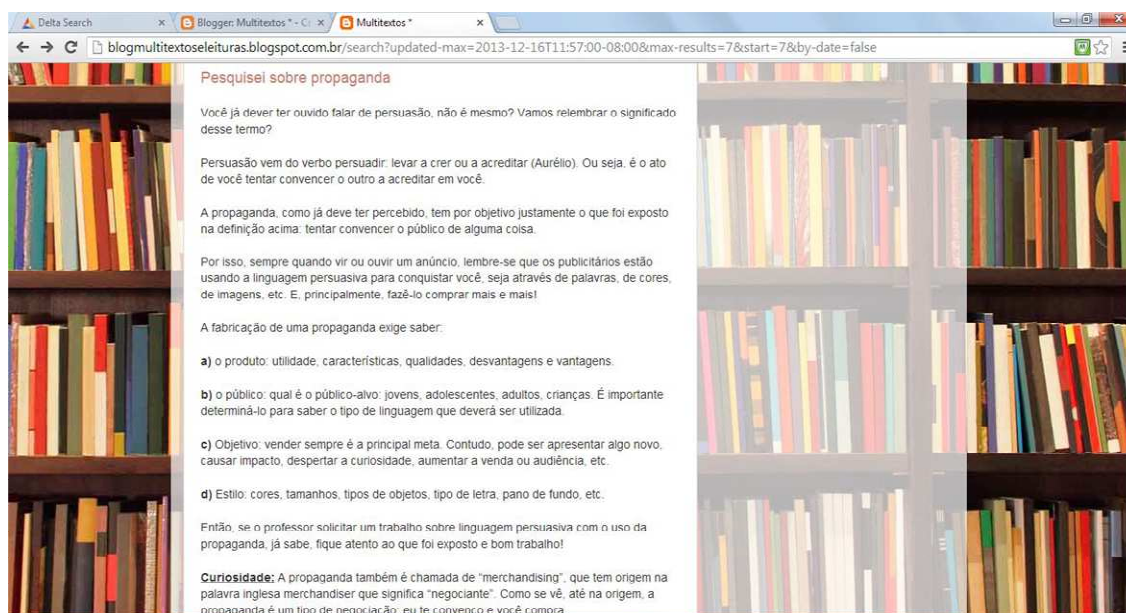 Delta Search
Blogger: Multitextos * - Cr
Multitextos *
blogmultitextoseleituras.blogspot.com.br/search?updated-max=2013-12-16T11:57:00-08:00&max-results=7&start=7&by-date=false
Pesquisei sobre propaganda
Você já dever ter ouvido falar de persuasão, não é mesmo? Vamos relembrar o significado
desse termo?
Persuasão vem do verbo persuadir: levar a crer ou a acreditar (Aurélio). Ou seja, é o ato
de você tentar convencer o outro a acreditar em você.
A propaganda, como já deve ter percebido, tem por objetivo justamente o que foi exposto
na definição acima: tentar convencer o público de alguma coisa.
Por isso, sempre quando vir ou ouvir um anúncio, lembre-se que os publicitários estão
usando a linguagem persuasiva para conquistar você, seja através de palavras, de cores,
de imagens, etc. E, principalmente, fazê-lo comprar mais e mais!
A fabricação de uma propaganda exige saber:
a) o produto: utilidade, características, qualidades, desvantagens e vantagens.
b) o público: qual é o público-alvo: jovens, adolescentes, adultos, crianças. É importante
determiná-lo para saber o tipo de linguagem que deverá ser utilizada.
c) Objetivo: vender sempre é a principal meta. Contudo, pode ser apresentar algo novo,
causar impacto, despertar a curiosidade, aumentar a venda ou audiência, etc.
d) Estilo: cores, tamanhos, tipos de objetos, tipo de letra, pano de fundo, etc.
Então, se o professor solicitar um trabalho sobre linguagem persuasiva com o uso da
propaganda, já sabe, fique atento ao que foi exposto e bom trabalho!
Curiosidade: A propaganda também é chamada de “merchandising”, que tem origem na
palavra inglesa merchandiser que significa “negociante”. Como se vê, até na origem, a
propaganda é um tipo de negociação: eu te convenço e você compra